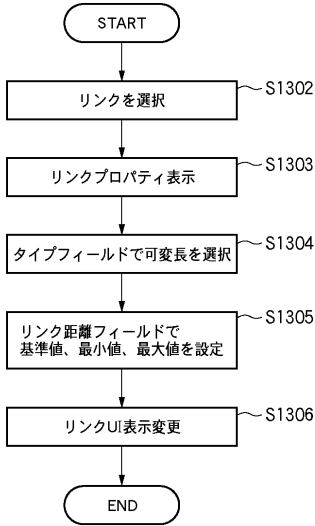 START
リンクを選択
S1302
リンクプロパティ表示
S1303
タイプフィールドで可変長を選択
S1304
リンク距離フィールドで
基準値、最小値、最大値を設定
S1305
リンクUI表示変更
S1306
END